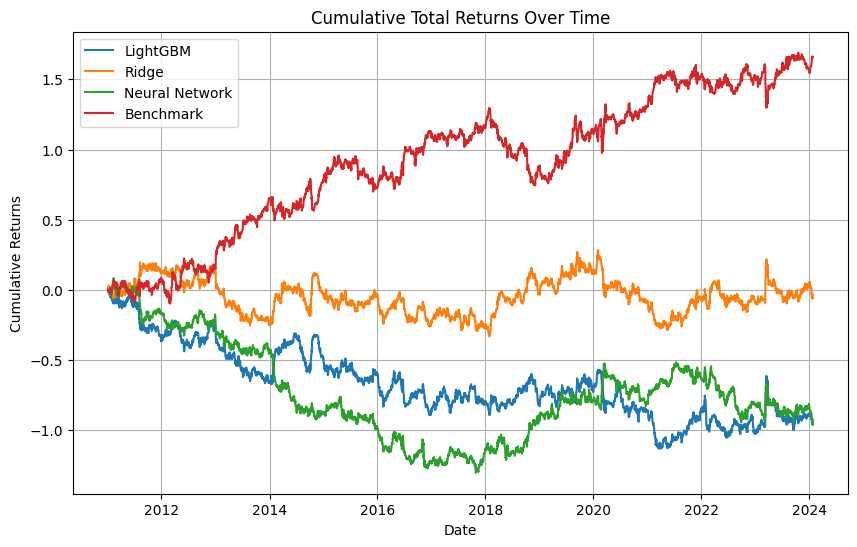 Cumulative Total Returns Over Time
LightGBM
Ridge
Neural Network
Benchmark
Cumulative Returns
1.5
1.0
0.5
0.0
−0.5
−1.0
2012 2014 2016 2018 2020 2022 2024
Date